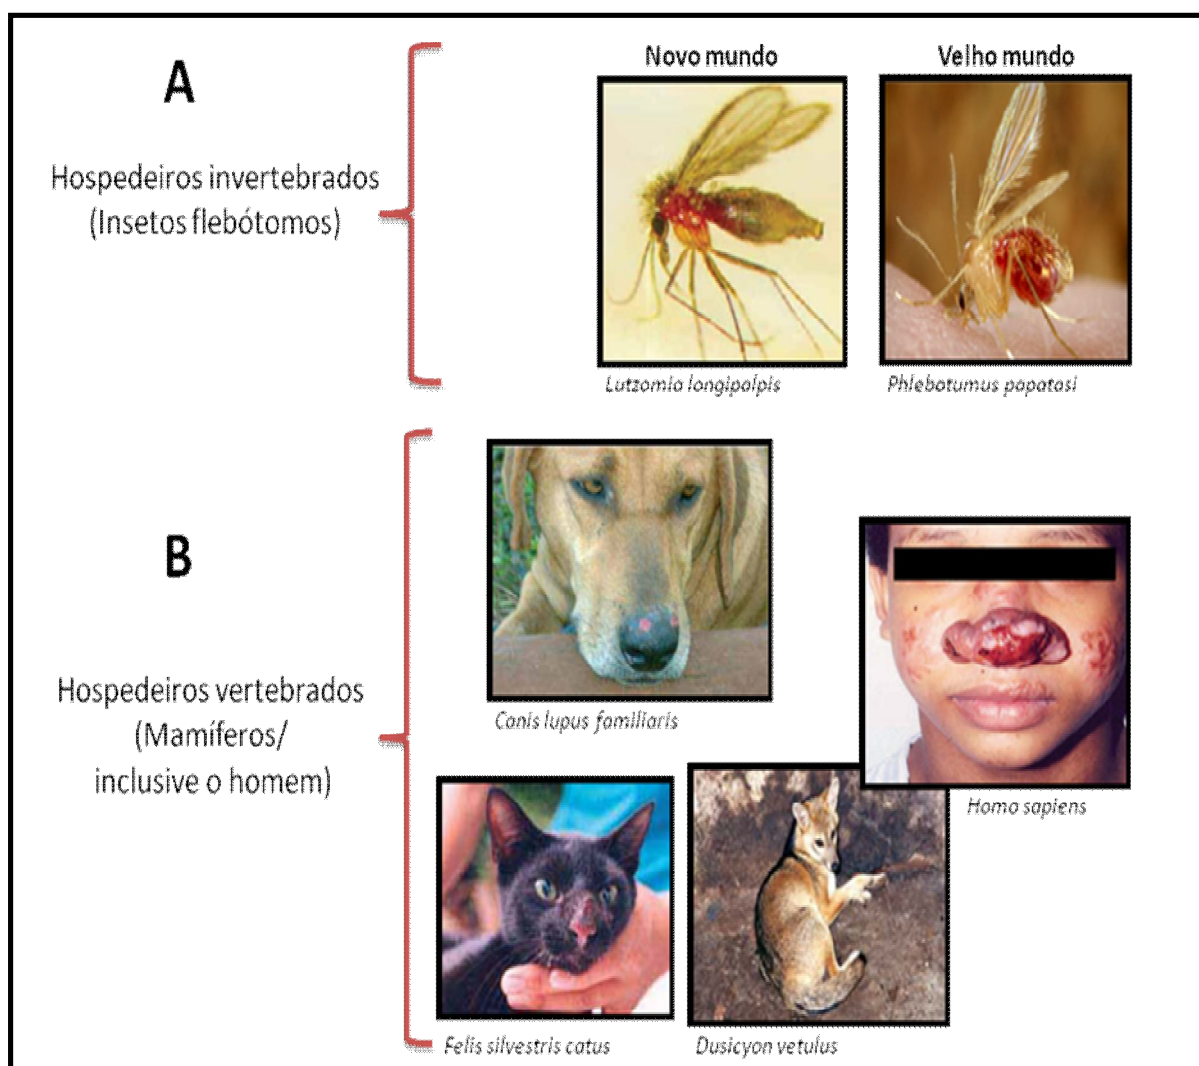 A
Hospedeiros invertebrados
(Insetos flebótomos)
Novo mundo
Velho mundo
Lutzomia longipalpis
Phlebotumus papatasi
B
Hospedeiros vertebrados
(Mamíferos/
inclusive o homem)
Canis lupus familiaris
Homo sapiens
Felis silvestris catus
Dusicyon vetulus